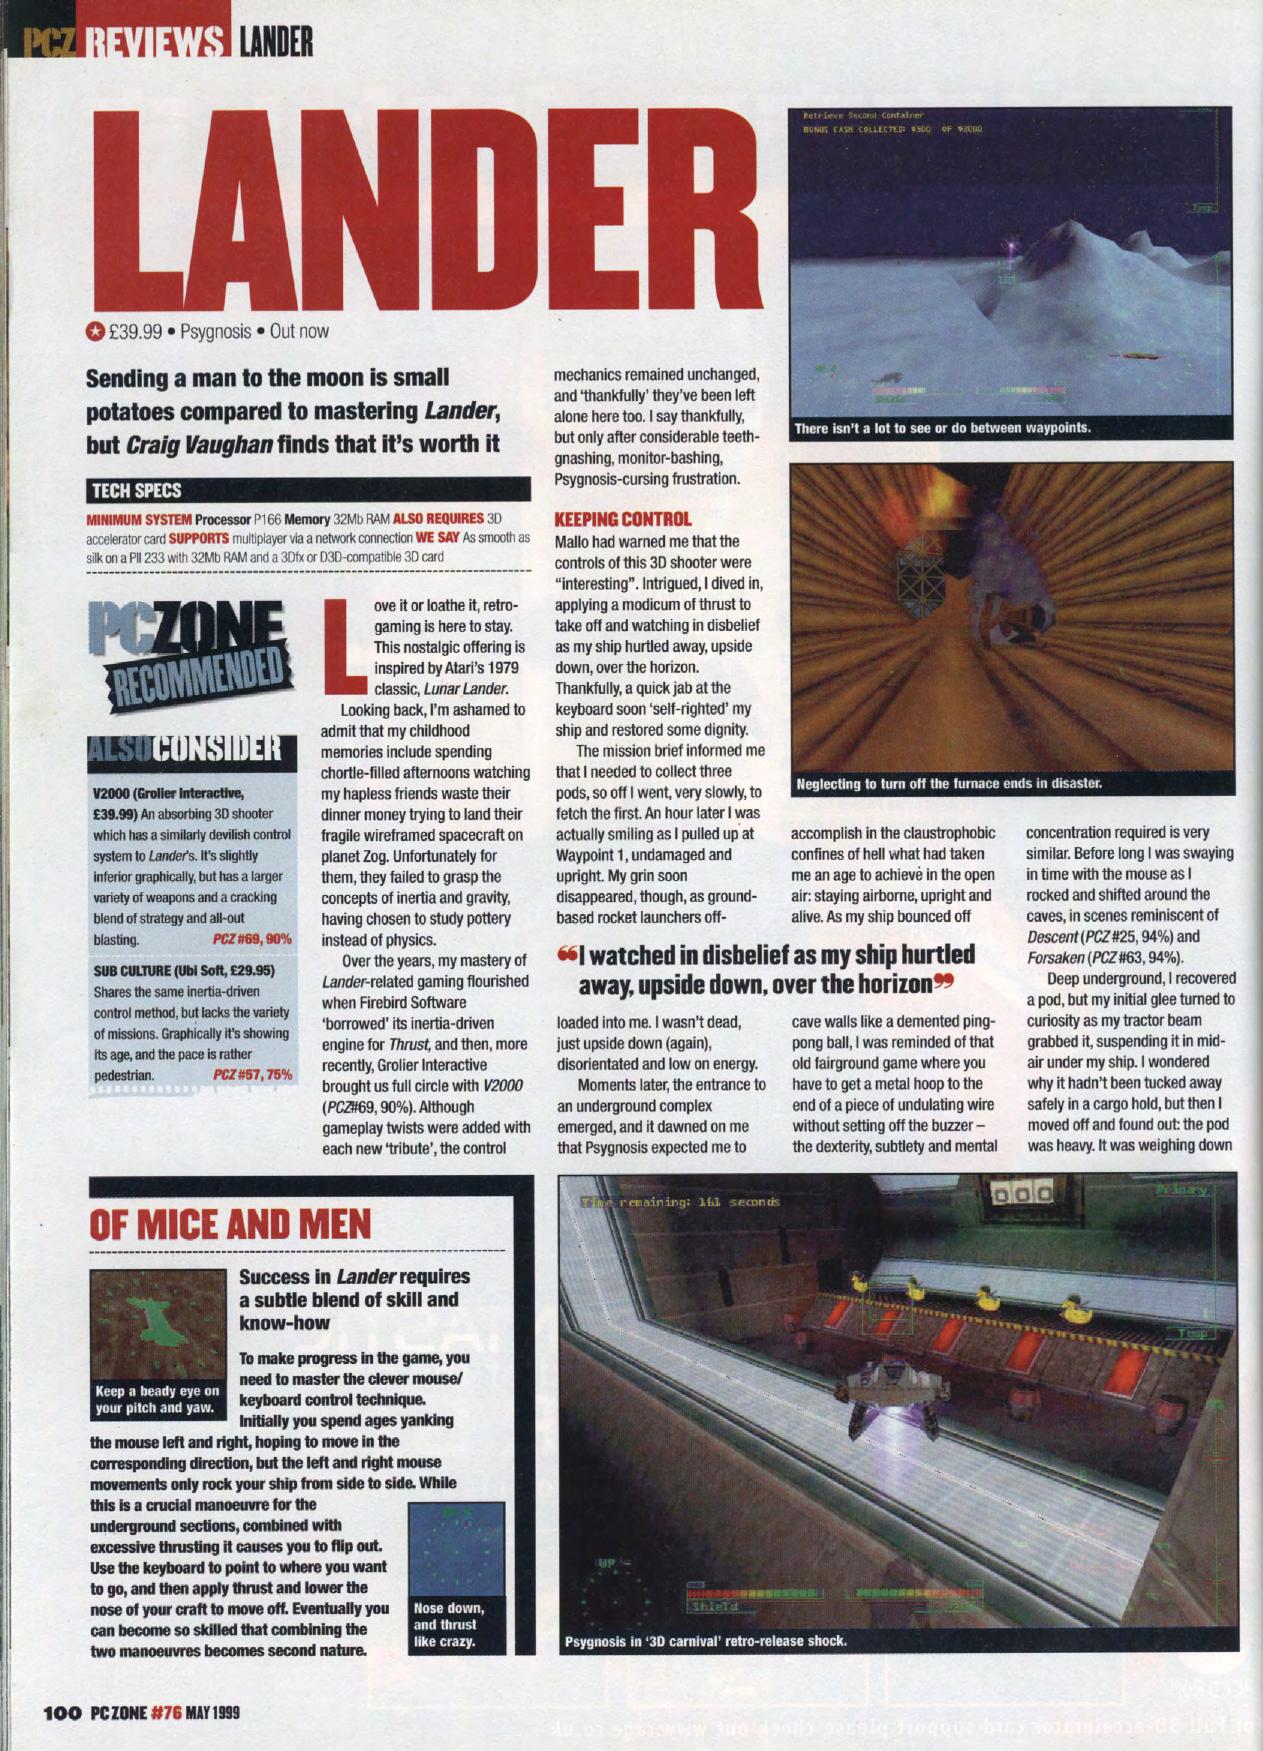 PCZ REVIEWS LANDER
LANDER
£39.99 • Psygnosis • Out now
Sending a man to the moon is small
potatoes compared to mastering Lander,
but Craig Vaughan finds that it's worth it
TECH SPECS
MINIMUM SYSTEM Processor P166 Memory 32Mb RAM ALSO REQUIRES 3D
accelerator card SUPPORTS multiplayer via a network connection WE SAY As smooth as
silk on a PII 233 with 32Mb RAM and a 3Dfx or D3D-compatible 3D card
PCZONE
RECOMMENDED
ALSO CONSIDER
V2000 (Grolier Interactive,
£39.99) An absorbing 3D shooter
which has a similarly devilish control
system to Lander's. It's slightly
inferior graphically, but has a larger
variety of weapons and a cracking
blend of strategy and all-out
blasting. PCZ #69, 90%
SUB CULTURE (Ubi Soft, £29.95)
Shares the same inertia-driven
control method, but lacks the variety
of missions. Graphically it's showing
its age, and the pace is rather
pedestrian. PCZ #57, 75%
Love it or loathe it, retro-
gaming is here to stay.
This nostalgic offering is
inspired by Atari's 1979
classic, Lunar Lander.
Looking back, I'm ashamed to
admit that my childhood
memories include spending
chortle-filled afternoons watching
my hapless friends waste their
dinner money trying to land their
fragile wireframed spacecraft on
planet Zog. Unfortunately for
them, they failed to grasp the
concepts of inertia and gravity,
having chosen to study pottery
instead of physics.
Over the years, my mastery of
Lander-related gaming flourished
when Firebird Software
'borrowed' its inertia-driven
engine for Thrust, and then, more
recently, Grolier Interactive
brought us full circle with V2000
(PCZ#69, 90%). Although
gameplay twists were added with
each new 'tribute', the control
mechanics remained unchanged,
and 'thankfully' they've been left
alone here too. I say thankfully,
but only after considerable teeth-
gnashing, monitor-bashing,
Psygnosis-cursing frustration.
KEEPING CONTROL
Mallo had warned me that the
controls of this 3D shooter were
"interesting". Intrigued, I dived in,
applying a modicum of thrust to
take off and watching in disbelief
as my ship hurtled away, upside
down, over the horizon.
Thankfully, a quick jab at the
keyboard soon 'self-righted' my
ship and restored some dignity.
The mission brief informed me
that I needed to collect three
pods, so off I went, very slowly, to
fetch the first. An hour later I was
actually smiling as I pulled up at
Waypoint 1, undamaged and
upright. My grin soon
disappeared, though, as ground-
based rocket launchers off-
loaded into me. I wasn't dead,
just upside down (again),
disorientated and low on energy.
Moments later, the entrance to
an underground complex
emerged, and it dawned on me
that Psygnosis expected me to
accomplish in the claustrophobic
confines of hell what had taken
me an age to achieve in the open
air: staying airborne, upright and
alive. As my ship bounced off
cave walls like a demented ping-
pong ball, I was reminded of that
old fairground game where you
have to get a metal hoop to the
end of a piece of undulating wire
without setting off the buzzer –
the dexterity, subtlety and mental
concentration required is very
similar. Before long I was swaying
in time with the mouse as I
rocked and shifted around the
caves, in scenes reminiscent of
Descent (PCZ #25, 94%) and
Forsaken (PCZ #63, 94%).
Deep underground, I recovered
a pod, but my initial glee turned to
curiosity as my tractor beam
grabbed it, suspending it in mid-
air under my ship. I wondered
why it hadn't been tucked away
safely in a cargo hold, but then I
moved off and found out: the pod
was heavy. It was weighing down
“I watched in disbelief as my ship hurtled
away, upside down, over the horizon”
Retrieve Second Container
BONUS CASH COLLECTED: $500 OF $3000
Temp
Shield
There isn't a lot to see or do between waypoints.
Neglecting to turn off the furnace ends in disaster.
OF MICE AND MEN
Success in Lander requires
a subtle blend of skill and
know-how
To make progress in the game, you
need to master the clever mouse/
keyboard control technique.
Initially you spend ages yanking
the mouse left and right, hoping to move in the
corresponding direction, but the left and right mouse
movements only rock your ship from side to side. While
this is a crucial manoeuvre for the
underground sections, combined with
excessive thrusting it causes you to flip out.
Use the keyboard to point to where you want
to go, and then apply thrust and lower the
nose of your craft to move off. Eventually you
can become so skilled that combining the
two manoeuvres becomes second nature.
Keep a beady eye on
your pitch and yaw.
Nose down,
and thrust
like crazy.
Time remaining: 161 seconds
000
Primary
Temp
UP
Shield
Psygnosis in '3D carnival' retro-release shock.
100 PC ZONE #76 MAY 1999